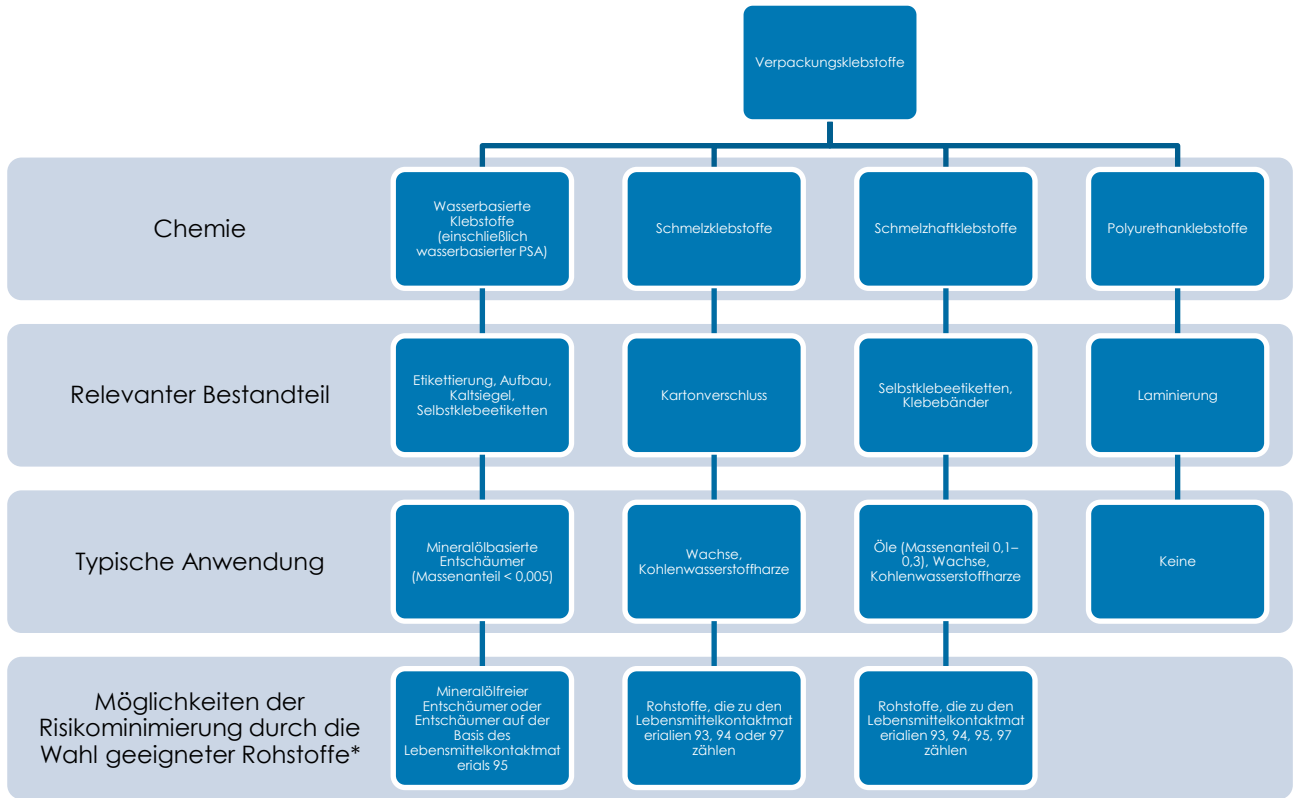 Verpackungsklebstoffe
Chemie
Wasserbasierte
Klebstoffe
(einschließlich
wasserbasierter PSA)
Schmelzklebstoffe
Schmelzhaftklebstoffe
Polyurethanklebstoffe
Relevanter Bestandteil
Etikettierung, Aufbau,
Kaltsiegel,
Selbstklebeetiketten
Kartonverschluss
Selbstklebeetiketten,
Klebebänder
Laminierung
Typische Anwendung
Mineralölbasierte
Entschäumer
(Massenanteil < 0,005)
Wachse,
Kohlenwasserstoffharze
Öle (Massenanteil 0,1–
0,3), Wachse,
Kohlenwasserstoffharze
Keine
Möglichkeiten der
Risikominimierung durch die
Wahl geeigneter Rohstoffe*
Mineralölfreier
Entschäumer oder
Entschäumer auf der
Basis des
Lebensmittelkontaktmat
erials 95
Rohstoffe, die zu den
Lebensmittelkontaktmat
erialien 93, 94 oder 97
zählen
Rohstoffe, die zu den
Lebensmittelkontaktmat
erialien 93, 94, 95, 97
zählen